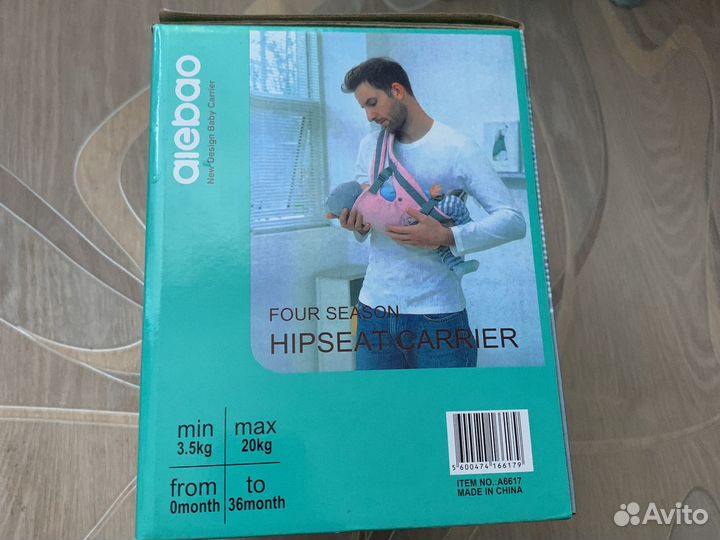 aiebao
New Design Baby Carrier
FOUR SEASON
HIPSEAT CARRIER
min
3.5kg
max
20kg
from
0month
to
36month
5 600474 166179
ITEM NO.:A6617
MADE IN CHINA
Avito